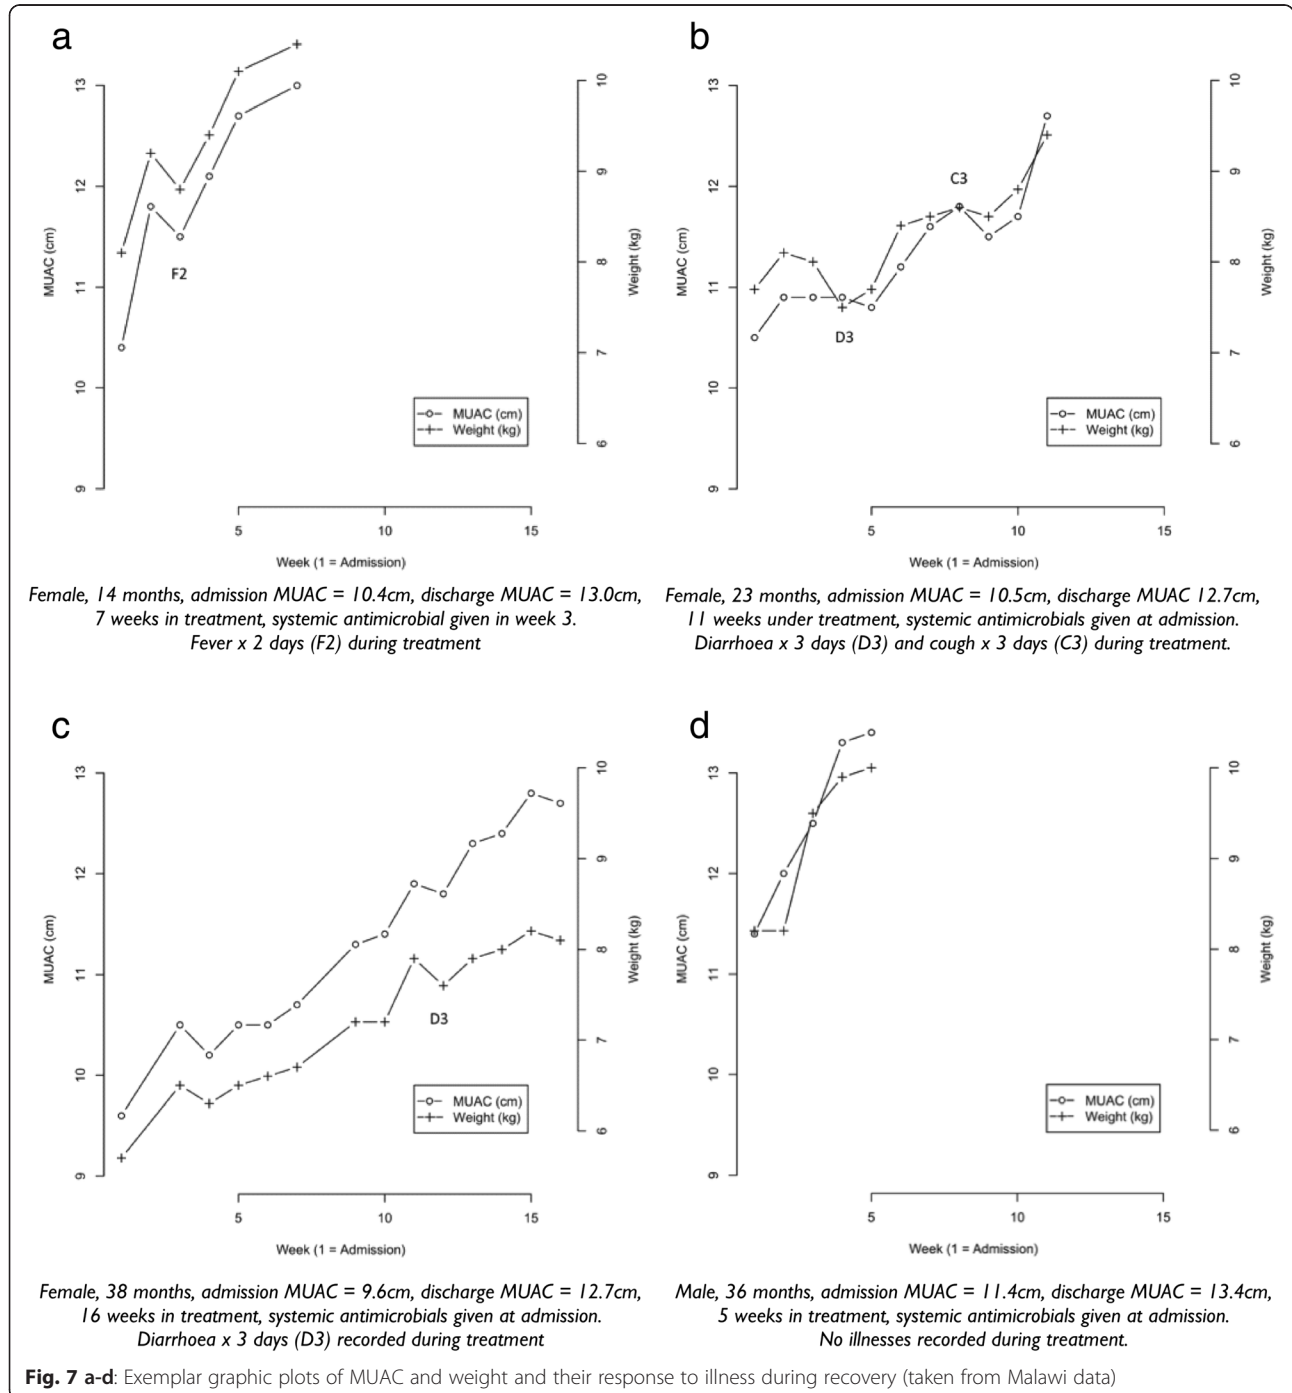 a
13
12
11
10
9
MUAC (cm)
10
9
8
7
6
Weight (kg)
F2
MUAC (cm)
Weight (kg)
5 10 15
Week (1 = Admission)
Female, 14 months, admission MUAC = 10.4cm, discharge MUAC = 13.0cm,
7 weeks in treatment, systemic antimicrobial given in week 3.
Fever x 2 days (F2) during treatment
b
13
12
11
10
9
MUAC (cm)
10
9
8
7
6
Weight (kg)
C3
D3
MUAC (cm)
Weight (kg)
5 10 15
Week (1 = Admission)
Female, 23 months, admission MUAC = 10.5cm, discharge MUAC 12.7cm,
11 weeks under treatment, systemic antimicrobials given at admission.
Diarrhoea x 3 days (D3) and cough x 3 days (C3) during treatment.
c
13
12
11
10
9
MUAC (cm)
10
9
8
7
6
Weight (kg)
D3
MUAC (cm)
Weight (kg)
5 10 15
Week (1 = Admission)
Female, 38 months, admission MUAC = 9.6cm, discharge MUAC = 12.7cm,
16 weeks in treatment, systemic antimicrobials given at admission.
Diarrhoea x 3 days (D3) recorded during treatment
d
13
12
11
10
9
MUAC (cm)
10
9
8
7
6
Weight (kg)
MUAC (cm)
Weight (kg)
5 10 15
Week (1 = Admission)
Male, 36 months, admission MUAC = 11.4cm, discharge MUAC = 13.4cm,
5 weeks in treatment, systemic antimicrobials given at admission.
No illnesses recorded during treatment.
Fig. 7 a-d: Exemplar graphic plots of MUAC and weight and their response to illness during recovery (taken from Malawi data)